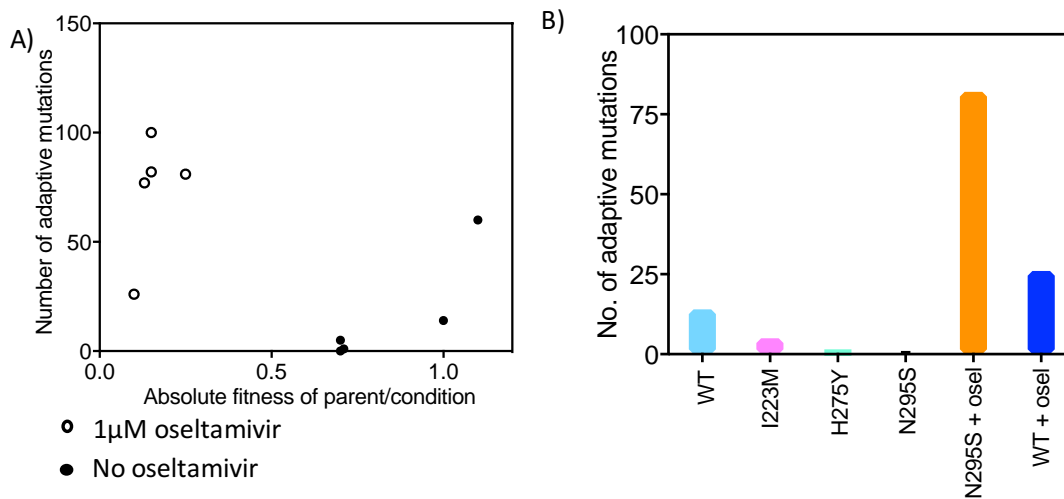 A)
150
100
50
0
Number of adaptive mutations
0.0 0.5 1.0
Absolute fitness of parent/condition
1µM oseltamivir
No oseltamivir
B)
100
75
50
25
0
No. of adaptive mutations
WT
I223M
H275Y
N295S
N295S + osel
WT + osel